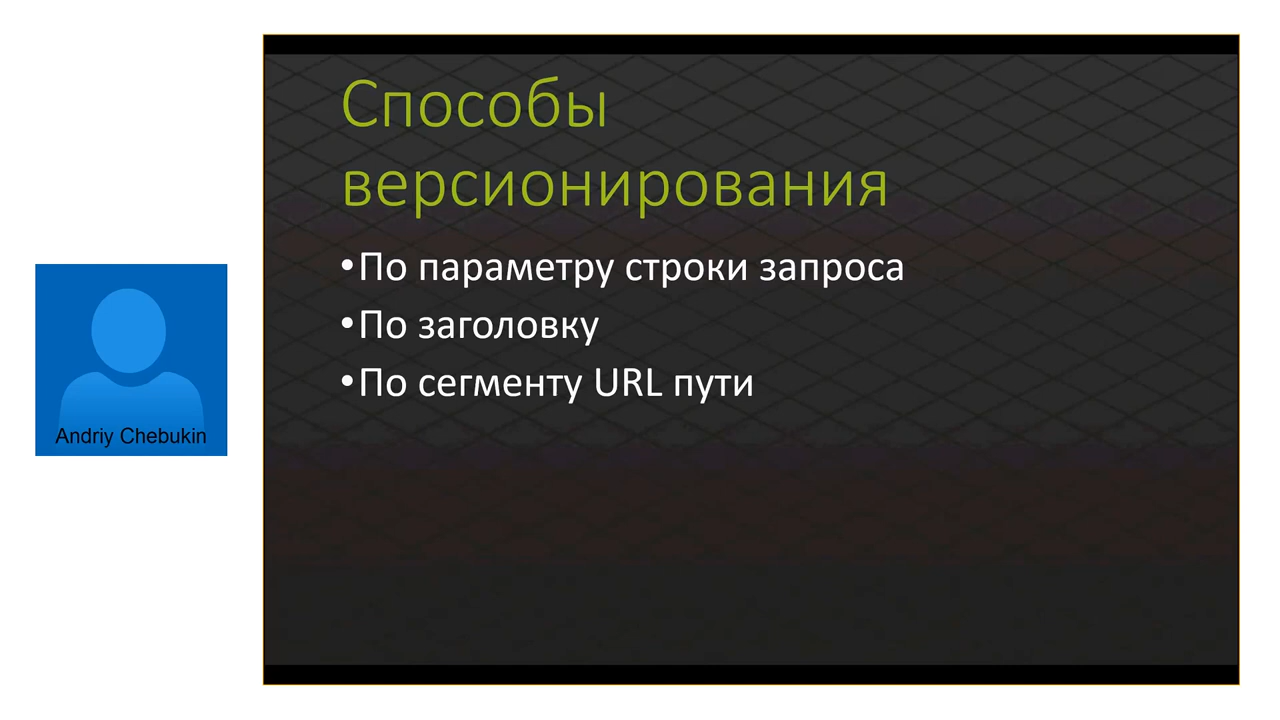 Способы
версионирования
•По параметру строки запроса
•По заголовку
•По сегменту URL пути
Andriy Chebukin